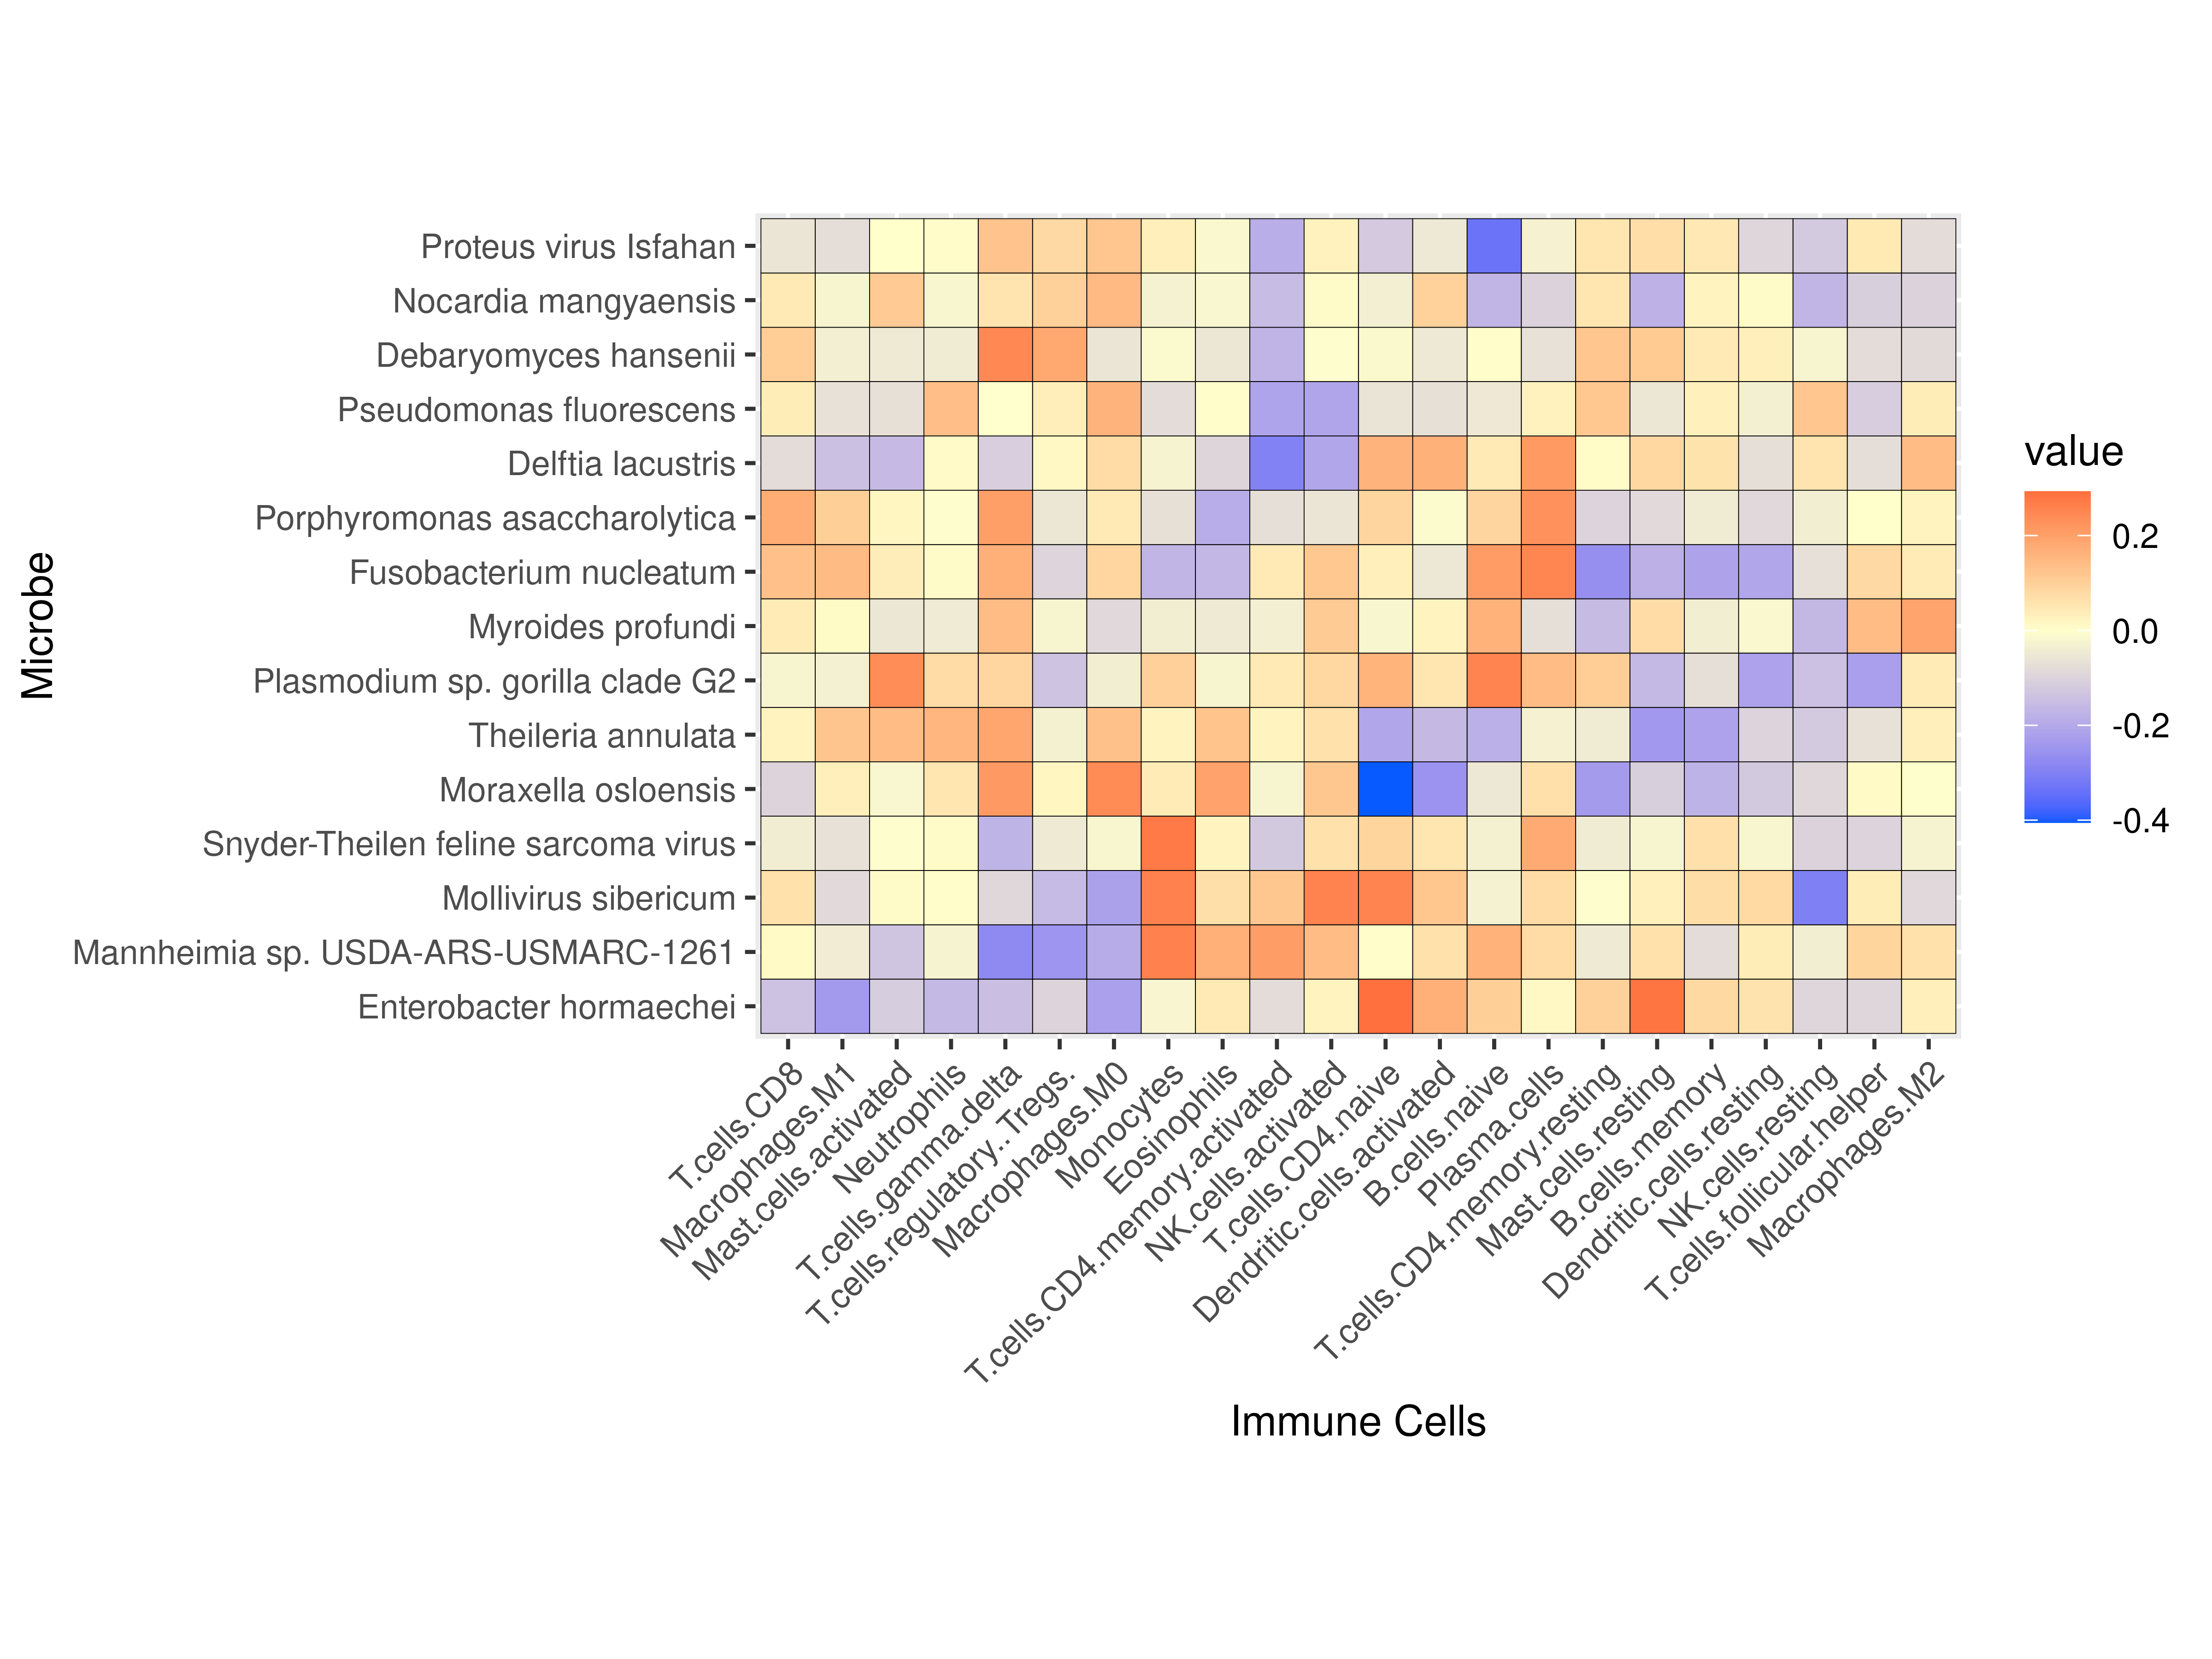 Microbe
Proteus virus Isfahan
Nocardia mangyaensis
Debaryomyces hansenii
Pseudomonas fluorescens
Delftia lacustris
Porphyromonas asaccharolytica
Fusobacterium nucleatum
Myroides profundi
Plasmodium sp. gorilla clade G2
Theileria annulata
Moraxella osloensis
Snyder-Theilen feline sarcoma virus
Mollivirus sibericum
Mannheimia sp. USDA-ARS-USMARC-1261
Enterobacter hormaechei
T.cells.CD8
Macrophages.M1
Mast.cells.activated
Neutrophils
T.cells.gamma.delta
T.cells.regulatory..Tregs.
Macrophages.M0
Monocytes
Eosinophils
T.cells.CD4.memory.activated
NK.cells.activated
T.cells.CD4.naive
Dendritic.cells.activated
B.cells.naive
Plasma.cells
T.cells.CD4.memory.resting
Mast.cells.resting
B.cells.memory
Dendritic.cells.resting
NK.cells.resting
T.cells.follicular.helper
Macrophages.M2
Immune Cells
value
0.2
0.0
-0.2
-0.4